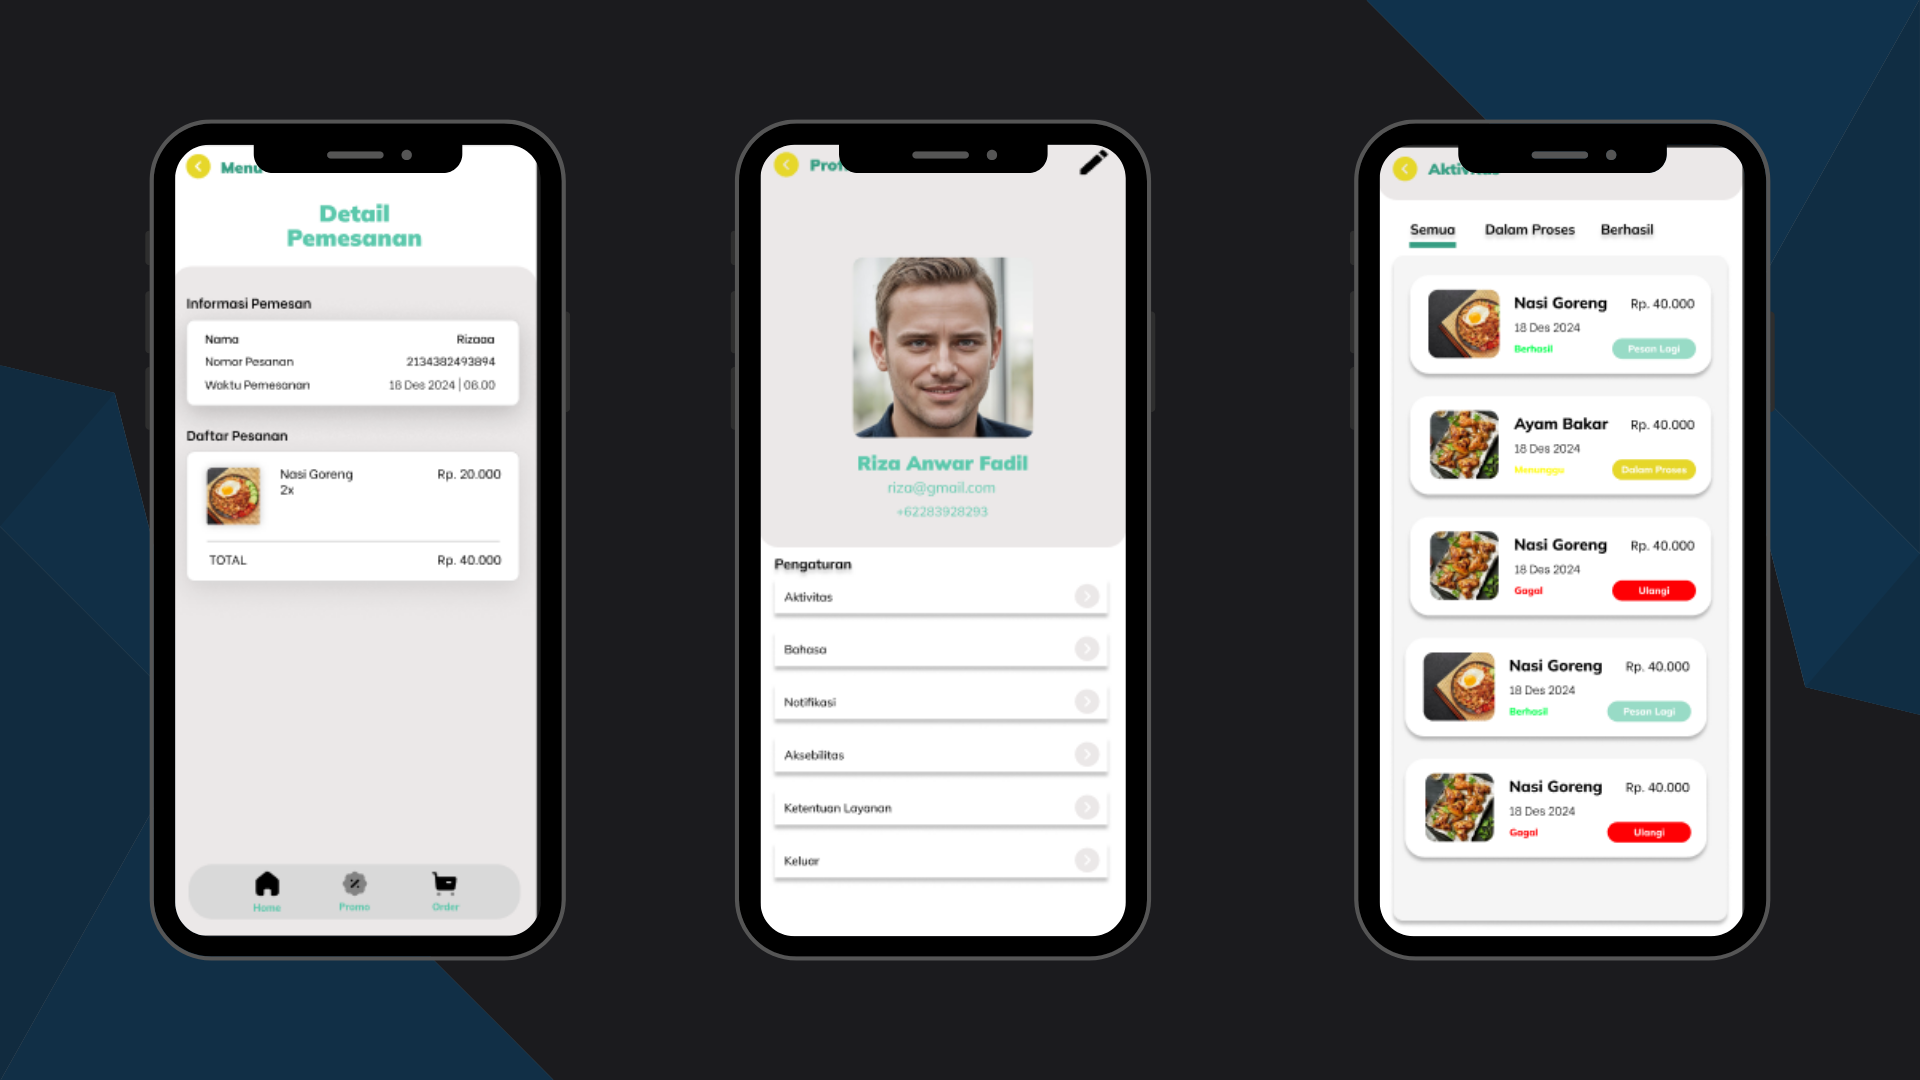 Menu
Detail
Pemesanan
Informasi Pemesan
Nama Rizaaa
Nomor Pesanan 2134382493894
Waktu Pemesanan 18 Des 2024 | 08.00
Daftar Pesanan
Nasi Goreng Rp. 20.000
2x
TOTAL Rp. 40.000
Home Promo Order
Riza Anwar Fadil
riza@gmail.com
+62283928293
Pengaturan
Aktivitas
Bahasa
Notifikasi
Aksebilitas
Ketentuan Layanan
Keluar
Aktivitas
Semua Dalam Proses Berhasil
Nasi Goreng Rp. 40.000
18 Des 2024
Berhasil Pesan Lagi
Ayam Bakar Rp. 40.000
18 Des 2024
Menunggu Dalam Proses
Nasi Goreng Rp. 40.000
18 Des 2024
Gagal Ulangi
Nasi Goreng Rp. 40.000
18 Des 2024
Berhasil Pesan Lagi
Nasi Goreng Rp. 40.000
18 Des 2024
Gagal Ulangi